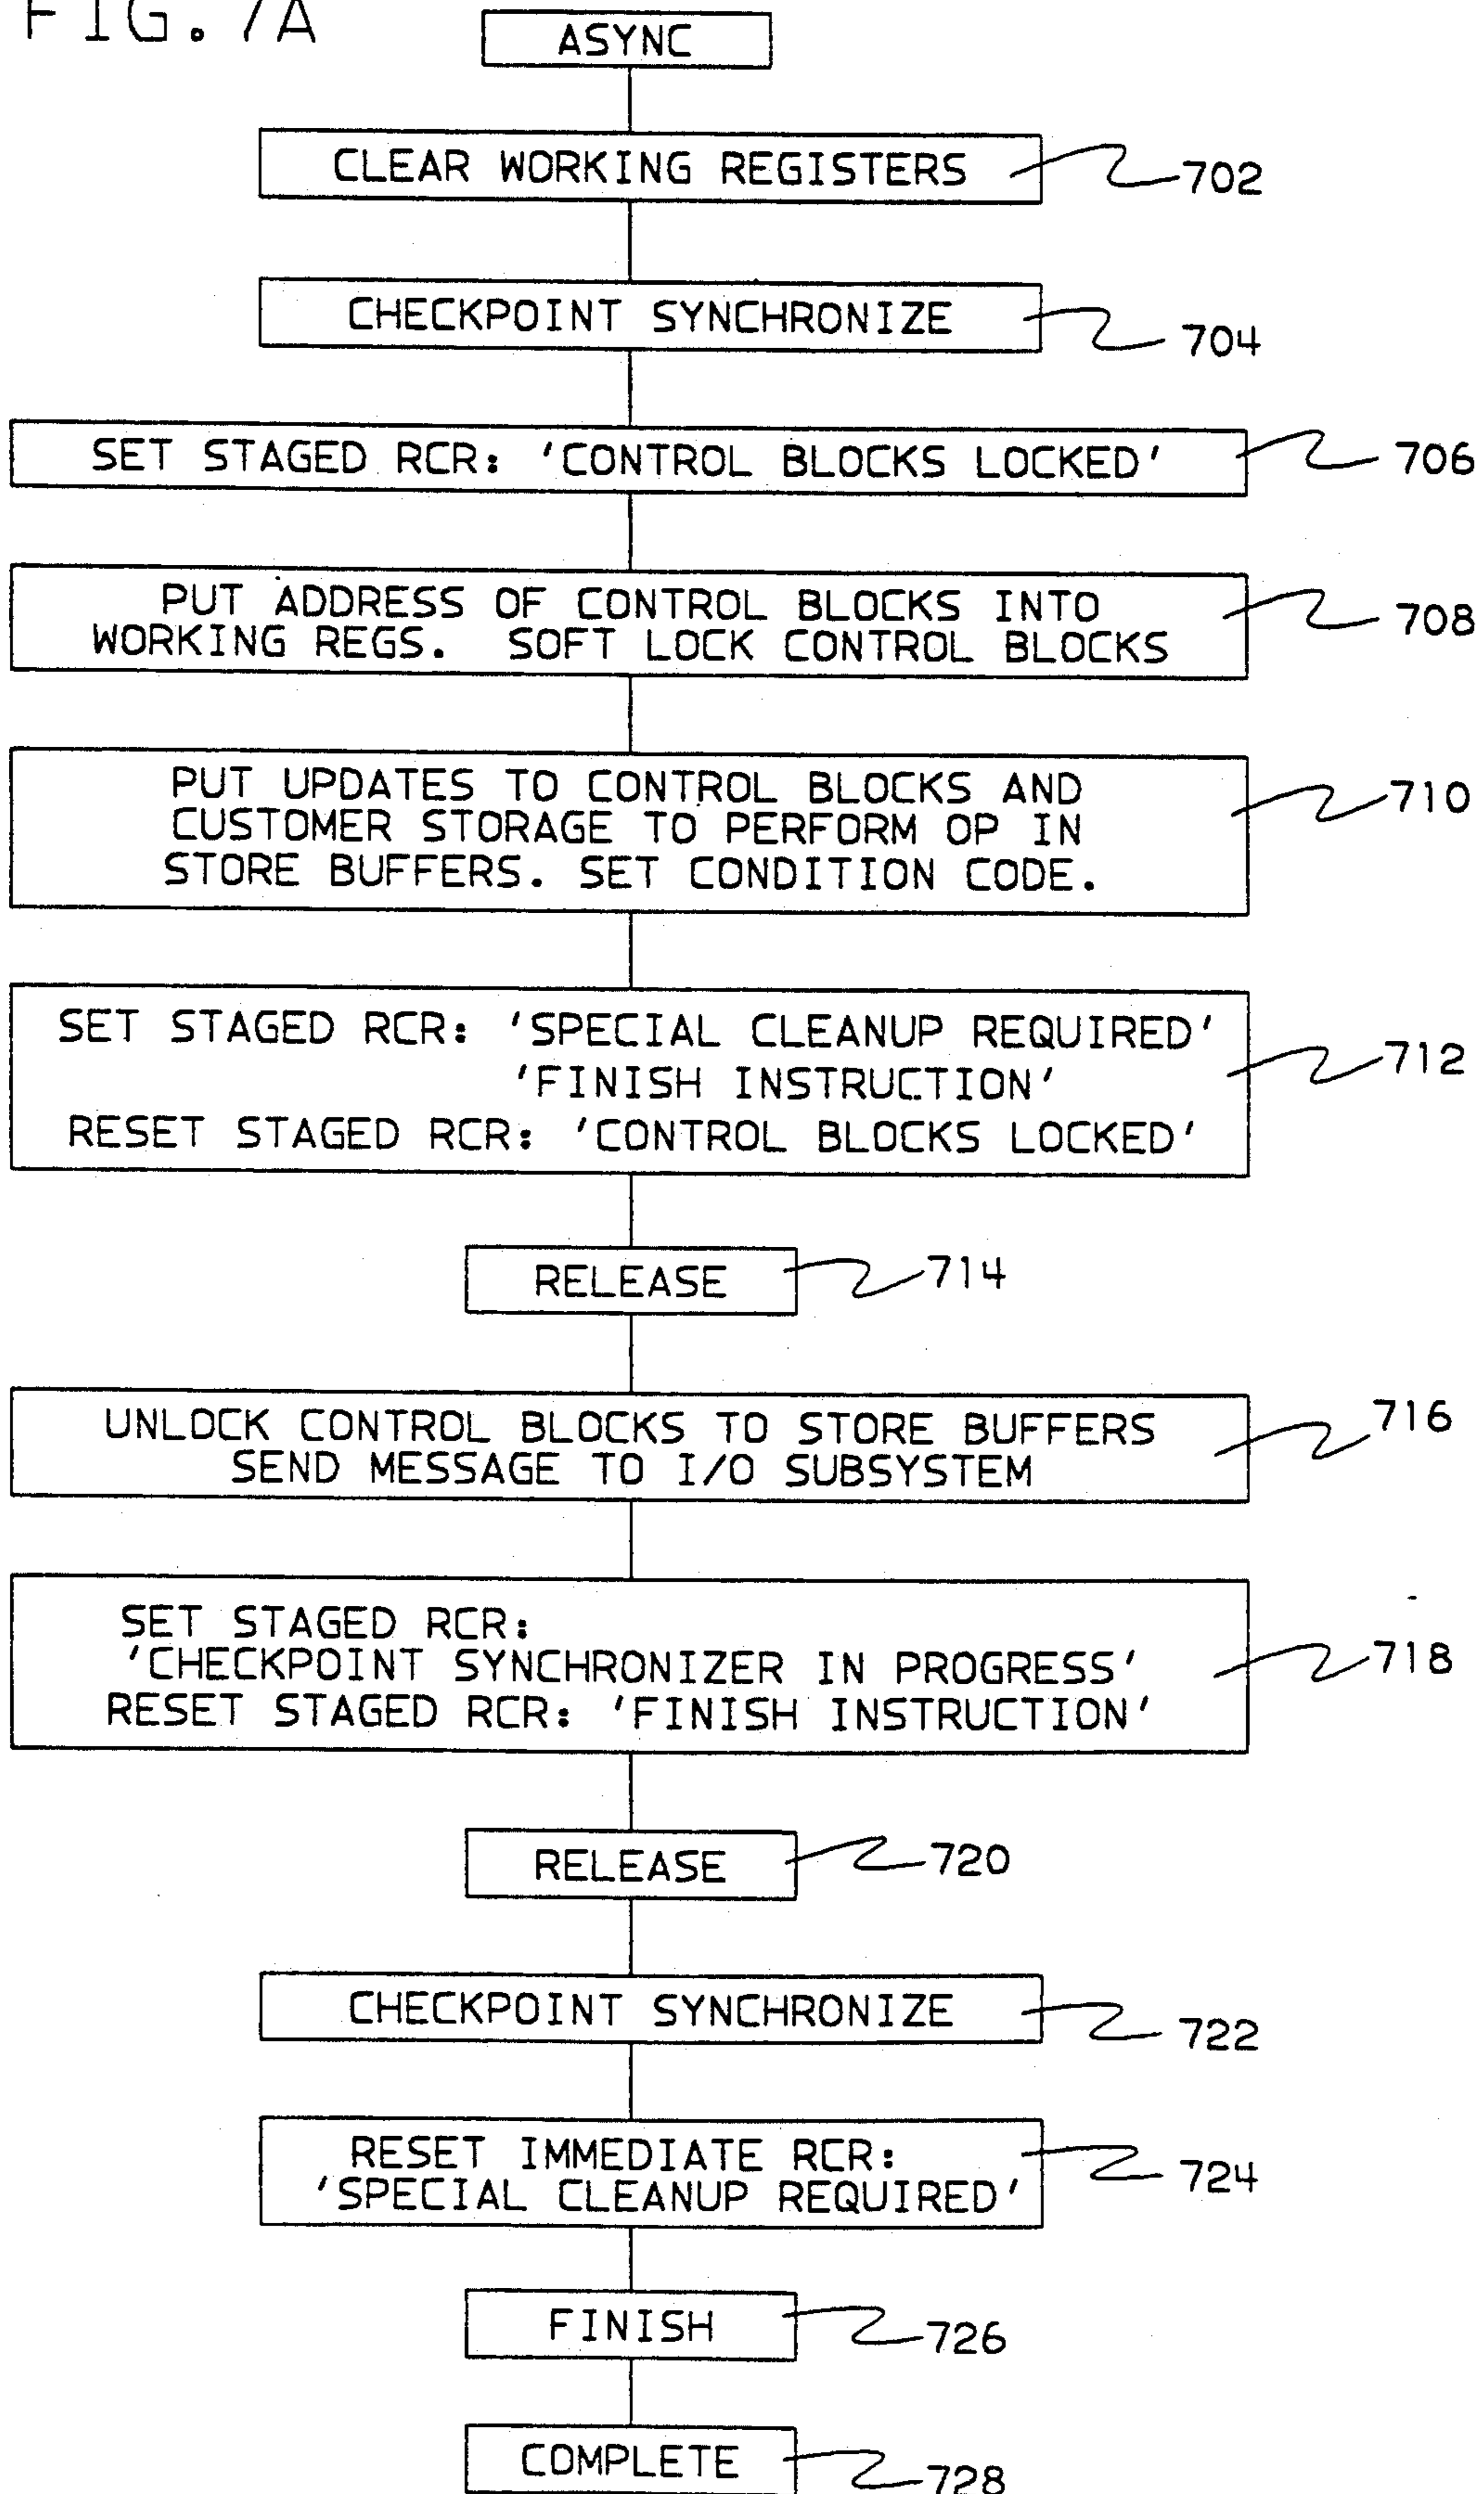 FIG. 7A
ASYNC
CLEAR WORKING REGISTERS
702
CHECKPOINT SYNCHRONIZE
704
SET STAGED RCR: 'CONTROL BLOCKS LOCKED'
706
PUT ADDRESS OF CONTROL BLOCKS INTO
WORKING REGS. SOFT LOCK CONTROL BLOCKS
708
PUT UPDATES TO CONTROL BLOCKS AND
CUSTOMER STORAGE TO PERFORM OP IN
STORE BUFFERS. SET CONDITION CODE.
710
SET STAGED RCR: 'SPECIAL CLEANUP REQUIRED'
'FINISH INSTRUCTION'
RESET STAGED RCR: 'CONTROL BLOCKS LOCKED'
712
RELEASE
714
UNLOCK CONTROL BLOCKS TO STORE BUFFERS
SEND MESSAGE TO I/O SUBSYSTEM
716
SET STAGED RCR:
'CHECKPOINT SYNCHRONIZER IN PROGRESS'
RESET STAGED RCR: 'FINISH INSTRUCTION'
718
RELEASE
720
CHECKPOINT SYNCHRONIZE
722
RESET IMMEDIATE RCR:
'SPECIAL CLEANUP REQUIRED'
724
FINISH
726
COMPLETE
728